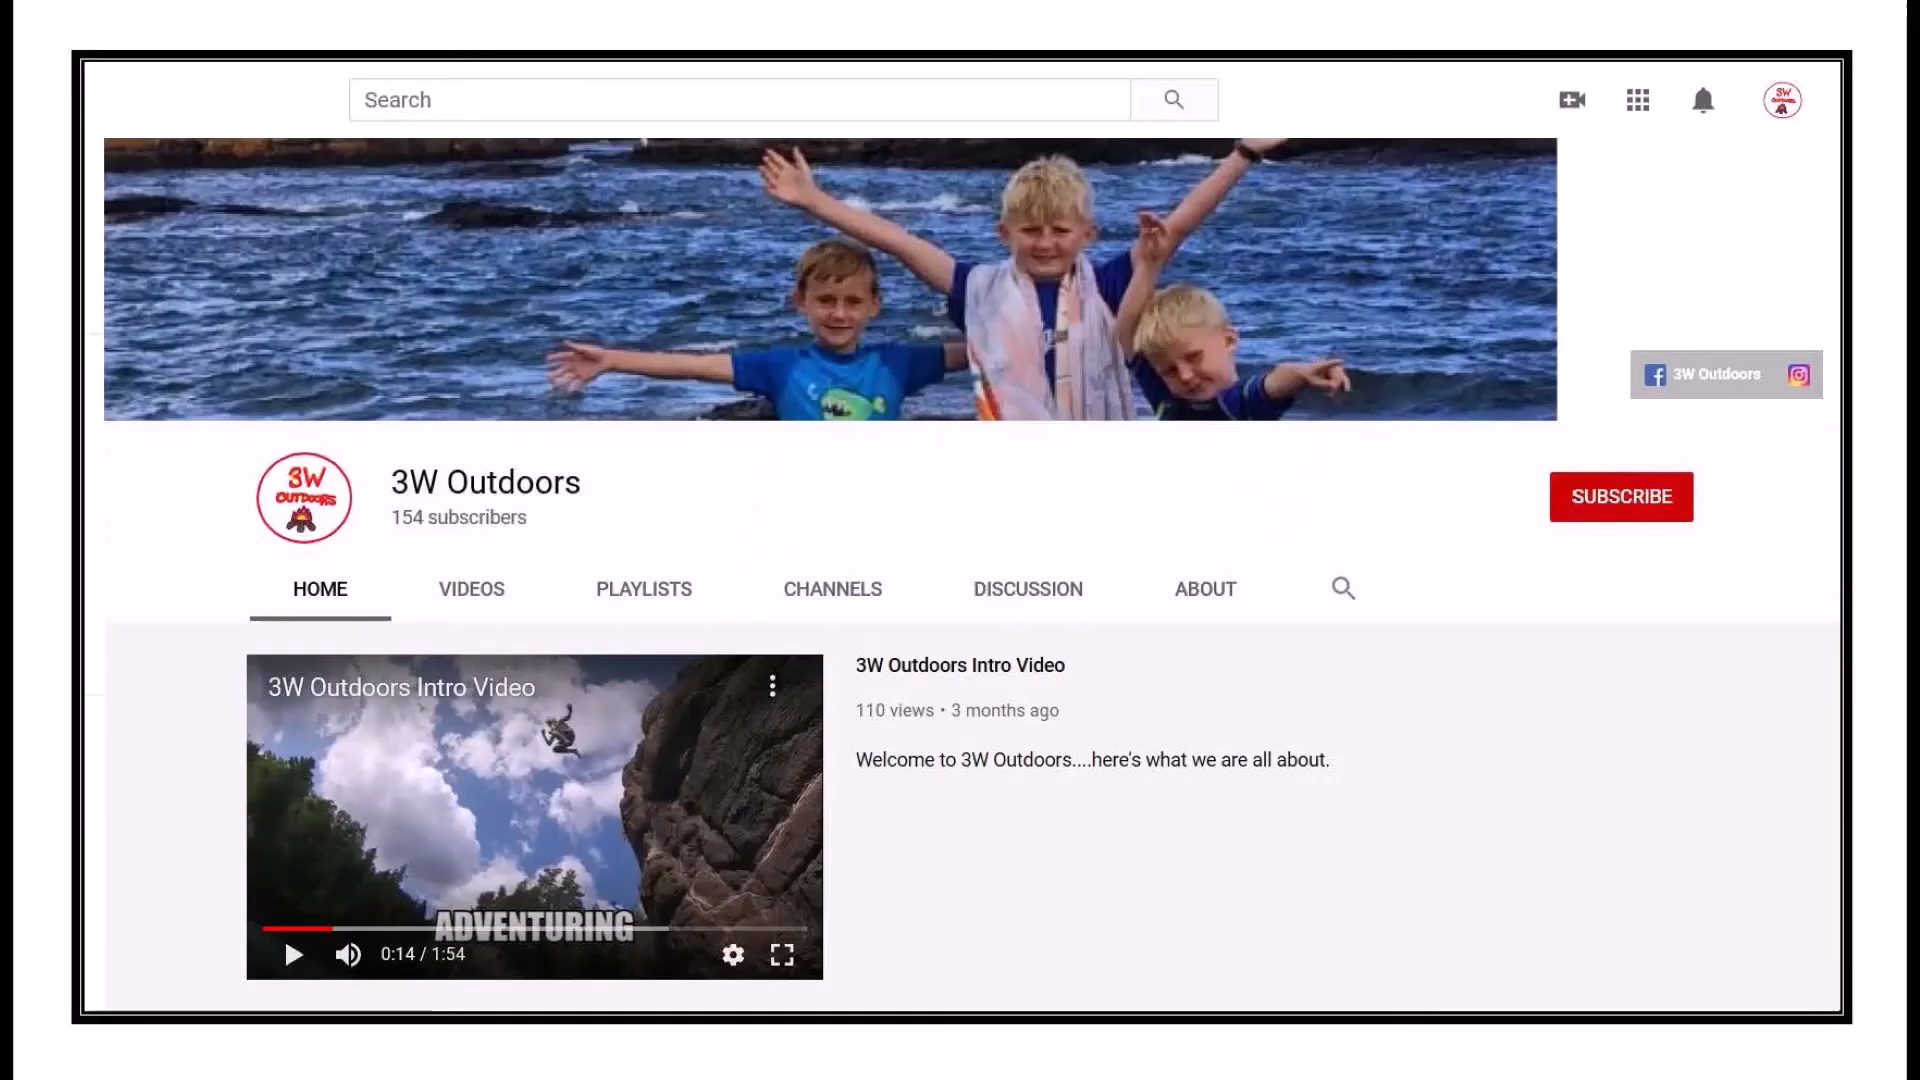 Search
3W
OUTDOORS
3W Outdoors
3W
OUTDOORS
3W Outdoors
154 subscribers
SUBSCRIBE
HOME VIDEOS PLAYLISTS CHANNELS DISCUSSION ABOUT
3W Outdoors Intro Video
ADVENTURING
0:14 / 1:54
3W Outdoors Intro Video
110 views • 3 months ago
Welcome to 3W Outdoors....here's what we are all about.